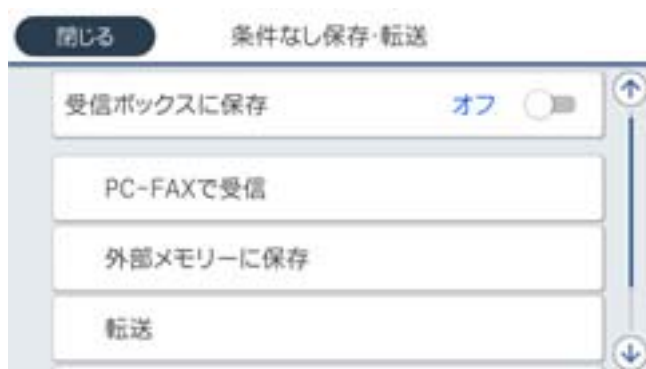 閉じる
条件なし保存･転送
受信ボックスに保存 オフ
PC-FAXで受信
外部メモリーに保存
転送